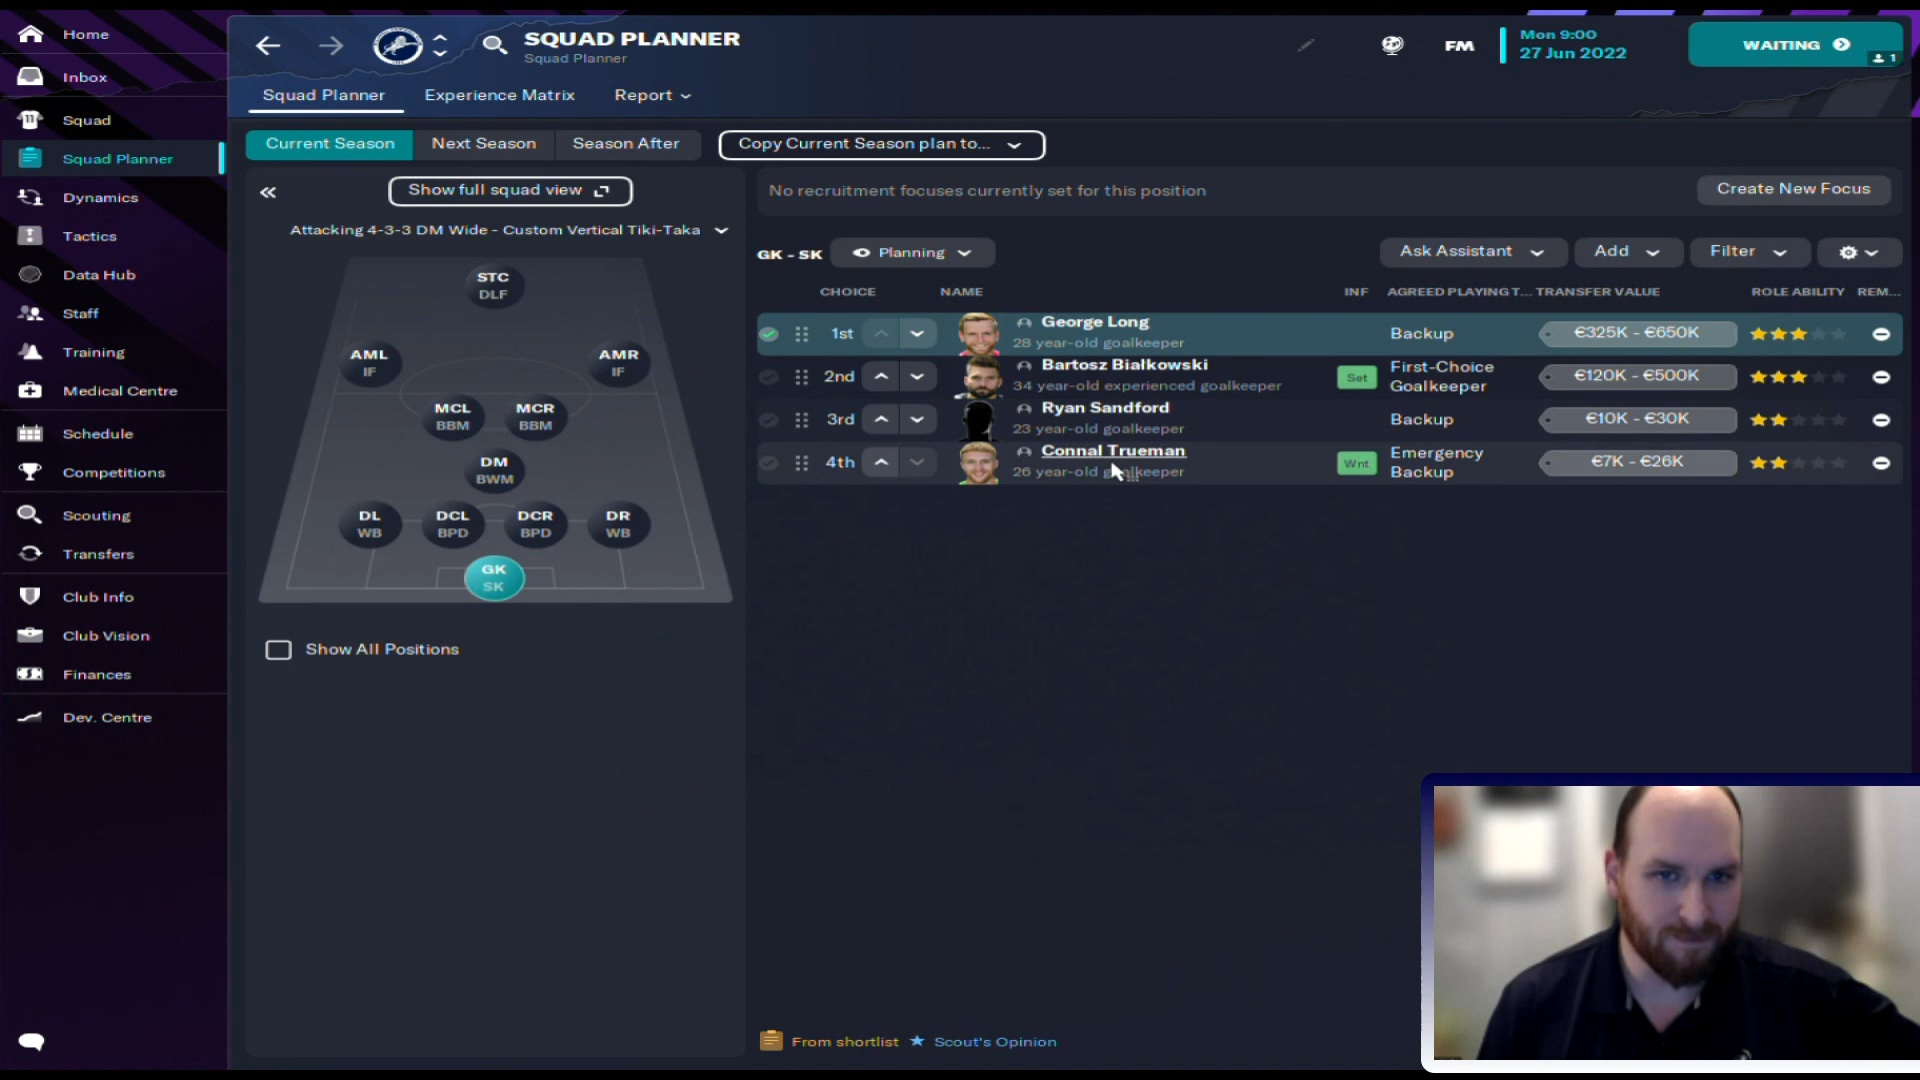 Home
Inbox
Squad
Squad Planner
Dynamics
Tactics
Data Hub
Staff
Training
Medical Centre
Schedule
Competitions
Scouting
Transfers
Club Info
Club Vision
Finances
Dev. Centre
SQUAD PLANNER
Squad Planner
FM
Mon 9:00
27 Jun 2022
WAITING
1
Squad Planner Experience Matrix Report
Current Season Next Season Season After Copy Current Season plan to...
Show full squad view
Attacking 4-3-3 DM Wide - Custom Vertical Tiki-Taka
STC
DLF
AML
IF
AMR
IF
MCL
BBM
MCR
BBM
DM
BWM
DL
WB
DCL
BPD
DCR
BPD
DR
WB
GK
SK
Show All Positions
No recruitment focuses currently set for this position
Create New Focus
GK - SK Planning Ask Assistant Add Filter
CHOICE NAME INF AGREED PLAYING T... TRANSFER VALUE ROLE ABILITY REM...
1st George Long
28 year-old goalkeeper
Backup €325K - €650K
2nd Bartosz Białkowski
34 year-old experienced goalkeeper
Set First-Choice
Goalkeeper
€120K - €500K
3rd Ryan Sandford
23 year-old goalkeeper
Backup €10K - €30K
4th Connal Trueman
26 year-old goalkeeper
Wnt Emergency
Backup
€7K - €26K
From shortlist Scout's Opinion